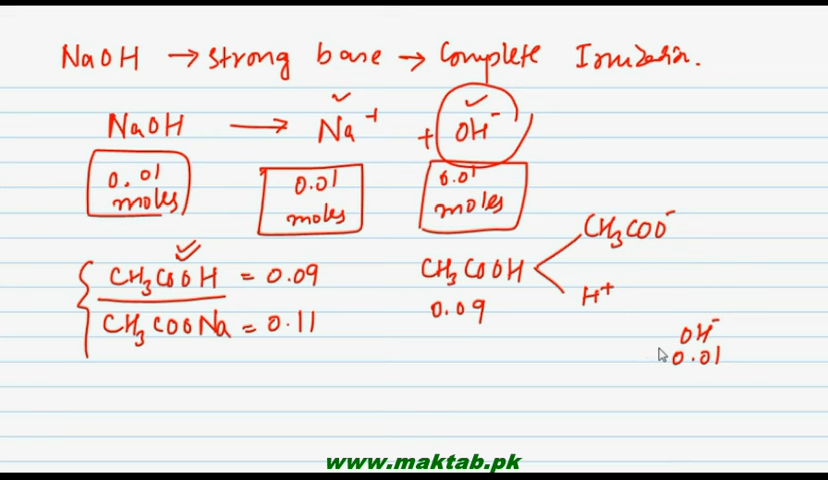 NaOH → strong base → Complete Ionization.
NaOH → Na⁺ + OH⁻
0.01 moles 0.01 moles 0.01 moles
CH₃COO⁻
CH₃COOH = 0.09 CH₃COOH
H⁺
0.09
CH₃COONa = 0.11
OH⁻
0.01
www.maktab.pk